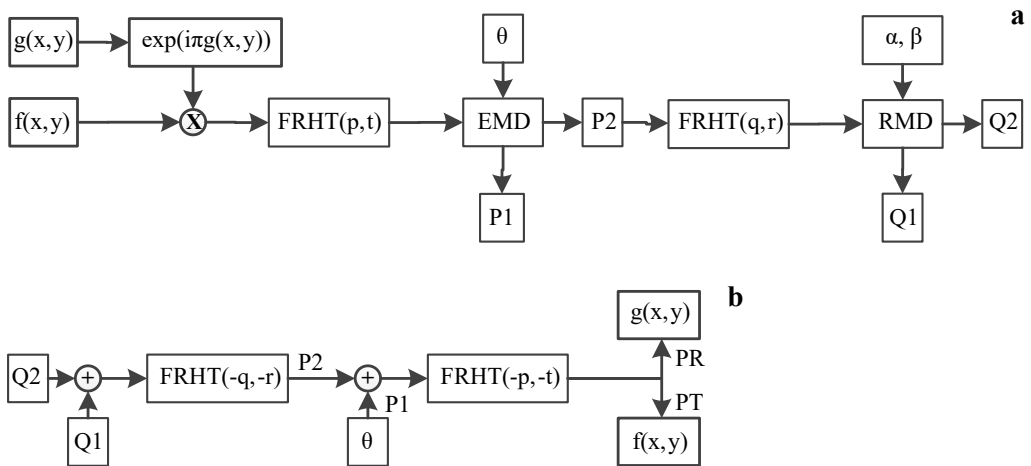 a
g(x,y)
exp(iπg(x,y))
θ
α, β
f(x,y)
X
FRHT(p,t)
EMD
P2
FRHT(q,r)
RMD
Q2
P1
Q1
b
g(x,y)
PR
Q2
+
FRHT(-q,-r)
P2
+
FRHT(-p,-t)
P1
PT
Q1
θ
f(x,y)